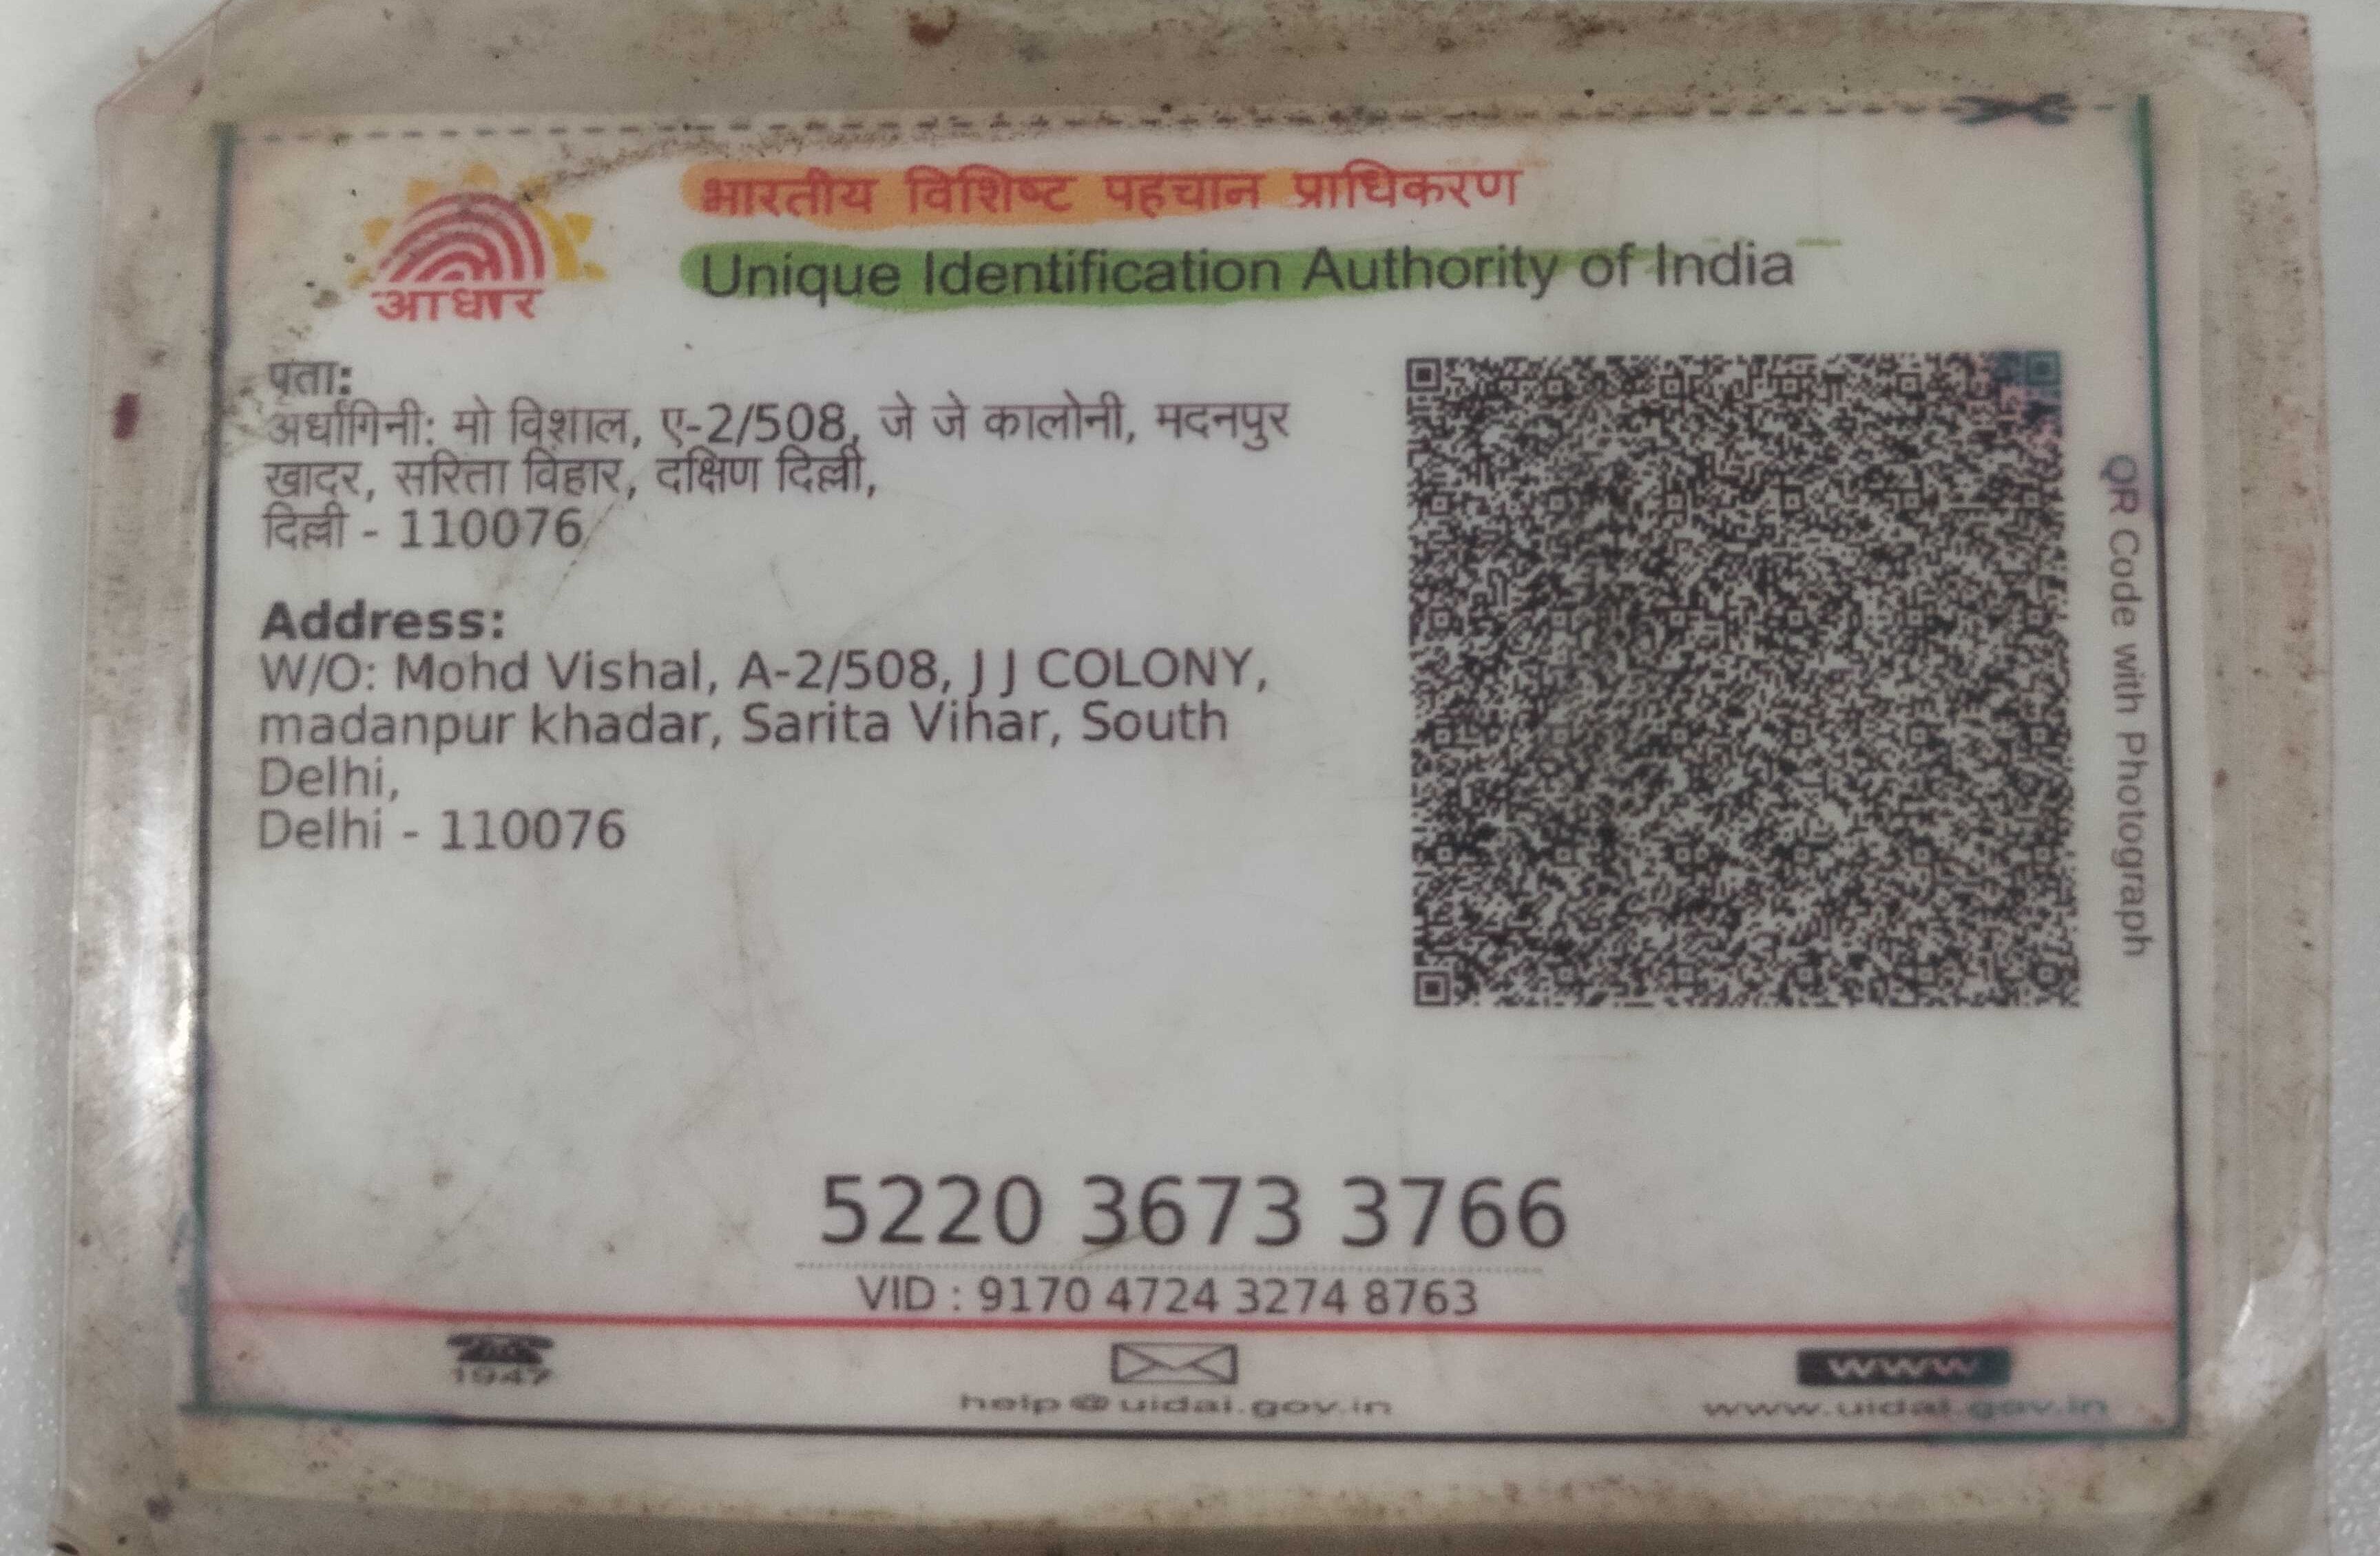 भारतीय विशिष्ट पहचान प्राधिकरण
Unique Identification Authority of India
आधार
पता:
अर्धांगिनी: मो विशाल, ए-2/508, जे जे कालोनी, मदनपुर
खादर, सरिता विहार, दक्षिण दिल्ली,
दिल्ली - 110076
Address:
W/O: Mohd Vishal, A-2/508, J J COLONY,
madanpur khadar, Sarita Vihar, South
Delhi,
Delhi - 110076
QR Code with Photograph
5220 3673 3766
VID : 9170 4724 3274 8763
1947
help@uidai.gov.in
www
www.uidai.gov.in